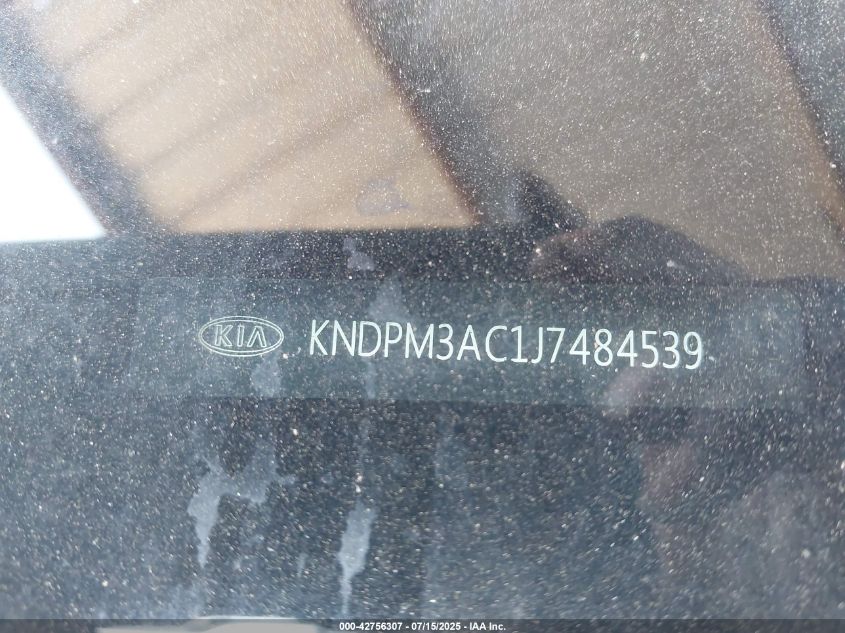 KIA KNDPM3AC1J7484539
000-42756307 - 07/15/2025 - IAA Inc.